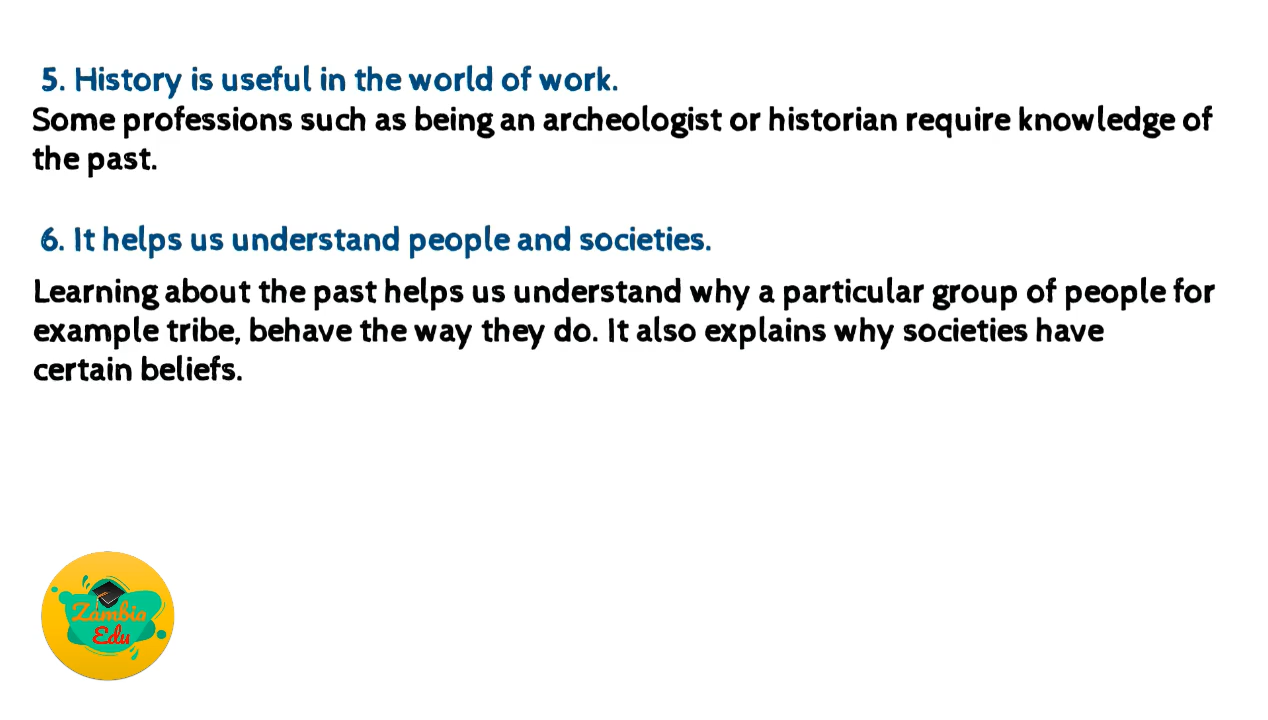 5. History is useful in the world of work.
Some professions such as being an archeologist or historian require knowledge of
the past.
6. It helps us understand people and societies.
Learning about the past helps us understand why a particular group of people for
example tribe, behave the way they do. It also explains why societies have
certain beliefs.
Zambia
Edu